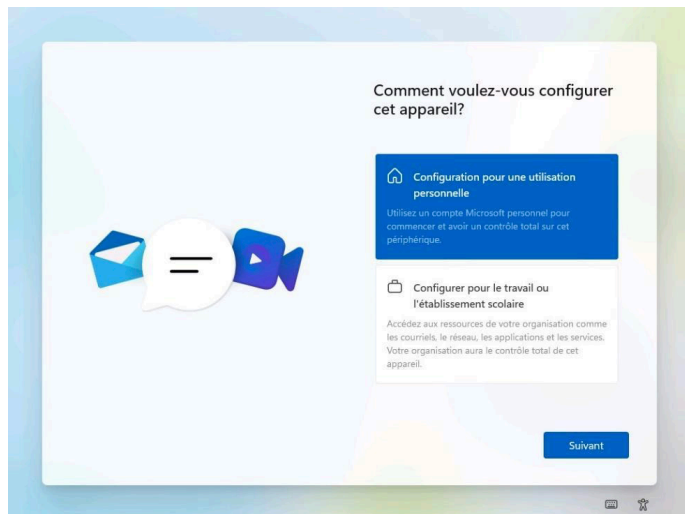 Comment voulez-vous configurer
cet appareil?
Configuration pour une utilisation
personnelle
Utilisez un compte Microsoft personnel pour
commencer et avoir un contrôle total sur cet
périphérique.
Configurer pour le travail ou
l'établissement scolaire
Accédez aux ressources de votre organisation comme
les courriels, le réseau, les applications et les services.
Votre organisation aura le contrôle total de cet
appareil.
Suivant